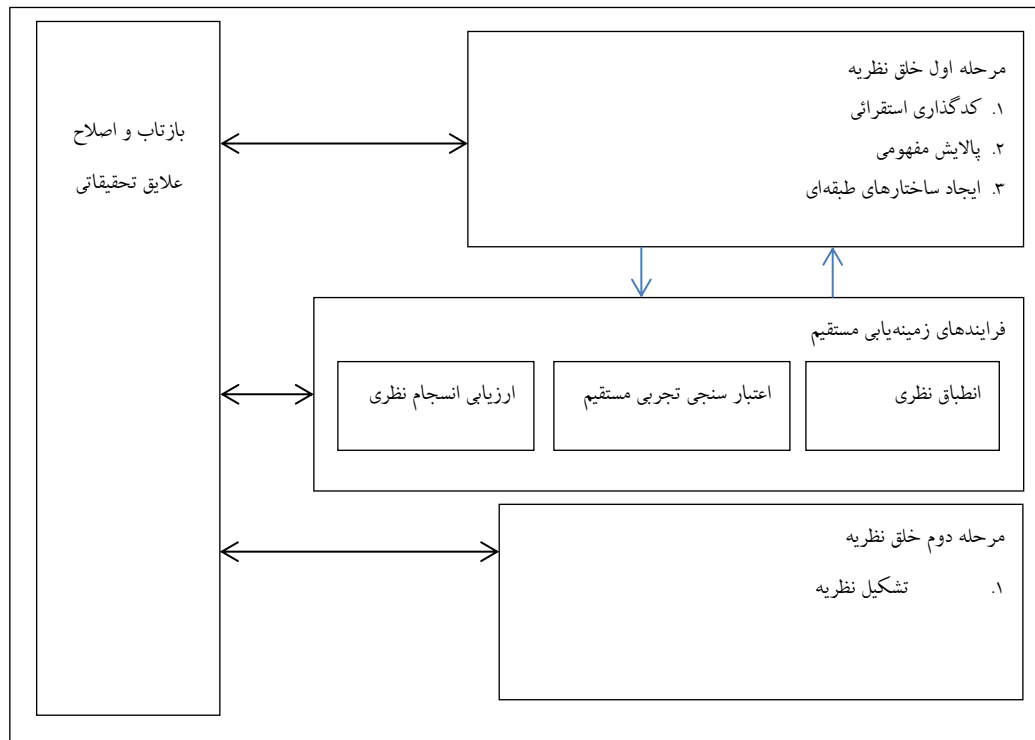 مرحله اول خلق نظریه
۱. کدگذاری استقرائی
۲. پالایش مفهومی
۳. ایجاد ساختارهای طبقه‌ای
بازتاب و اصلاح
علایق تحقیقاتی
فرایندهای زمینه‌یابی مستقیم
انطباق نظری
اعتبار سنجی تجربی مستقیم
ارزیابی انسجام نظری
مرحله دوم خلق نظریه
۱. تشکیل نظریه